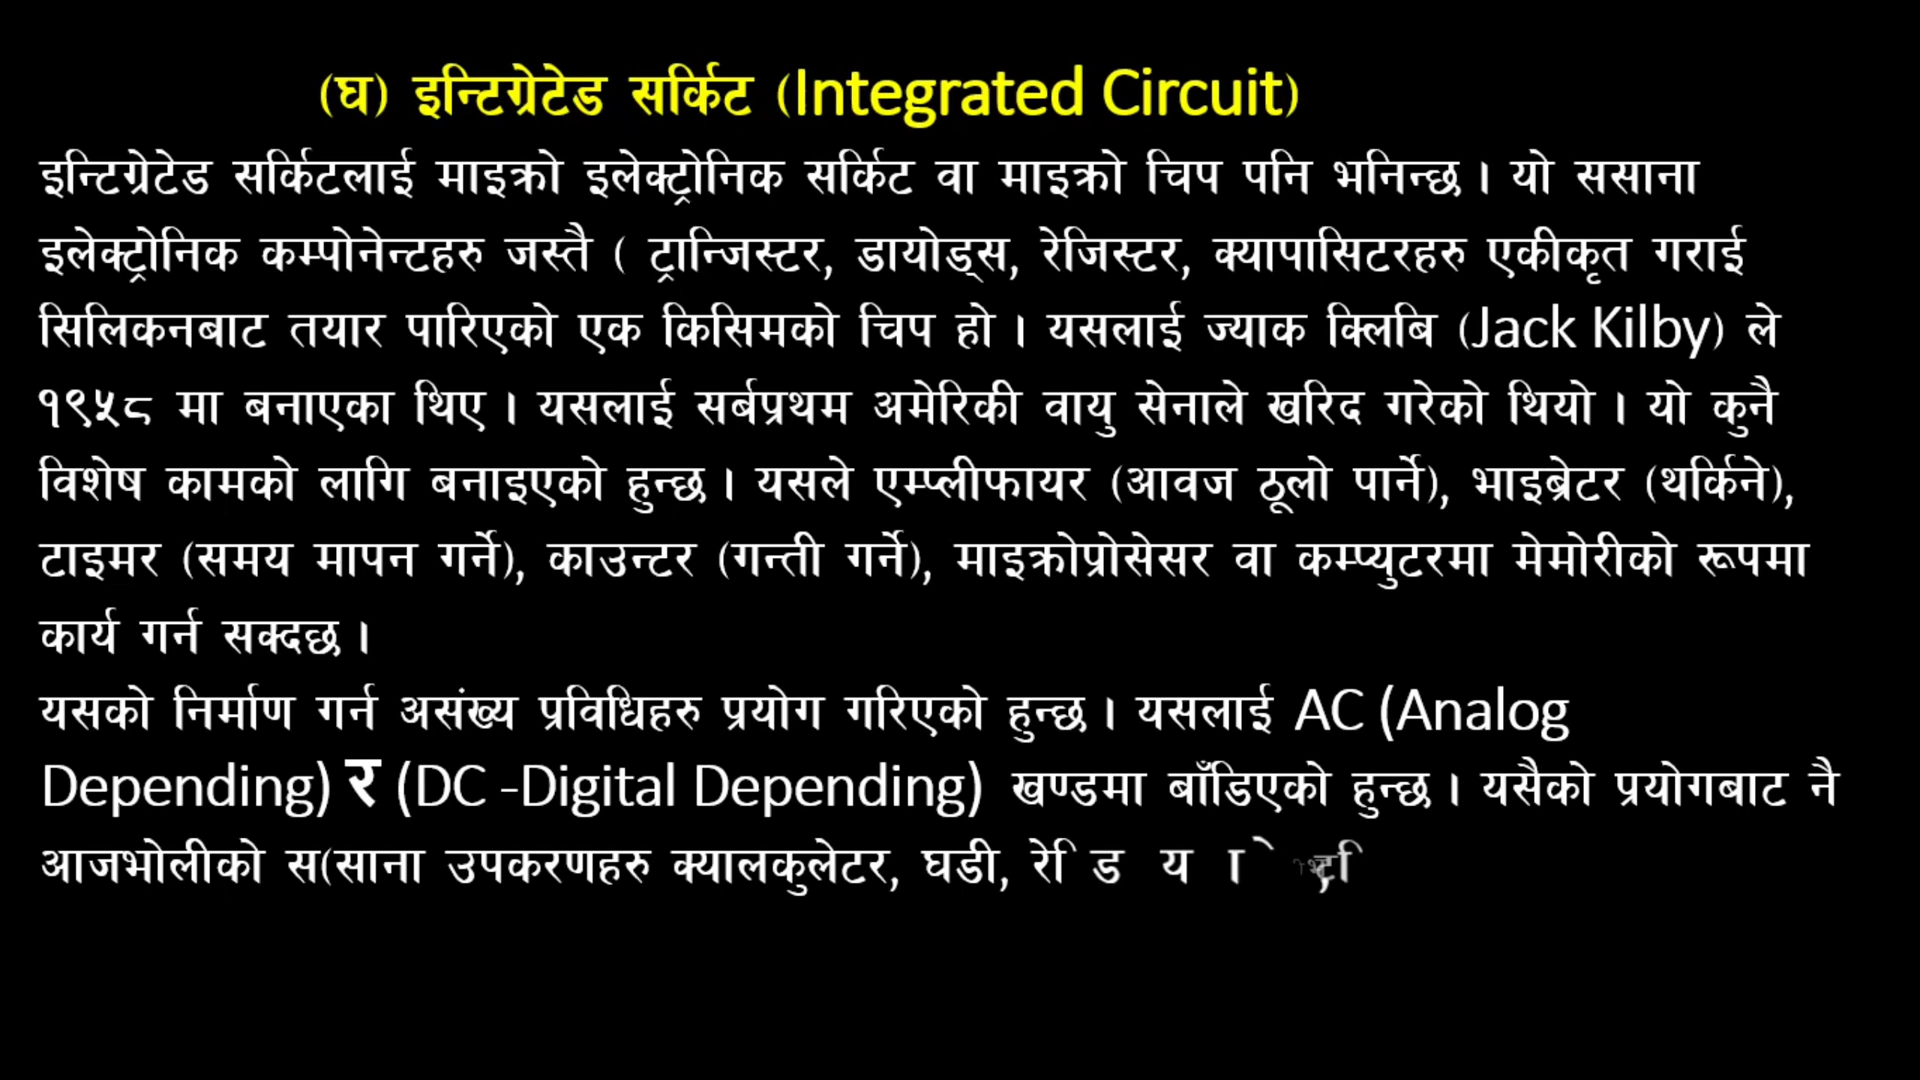 (घ) इन्टिग्रेटेड सर्किट (Integrated Circuit)
इन्टिग्रेटेड सर्किटलाई माइक्रो इलेक्ट्रोनिक सर्किट वा माइक्रो चिप पनि भनिन्छ । यो ससाना
इलेक्ट्रोनिक कम्पोनेन्टहरु जस्तै ( ट्रान्जिस्टर, डायोड्स, रेजिस्टर, क्यापासिटरहरु एकीकृत गराई
सिलिकनबाट तयार पारिएको एक किसिमको चिप हो । यसलाई ज्याक क्लिबि (Jack Kilby) ले
१९५८ मा बनाएका थिए । यसलाई सर्बप्रथम अमेरिकी वायु सेनाले खरिद गरेको थियो । यो कुनै
विशेष कामको लागि बनाइएको हुन्छ । यसले एम्प्लीफायर (आवज ठूलो पार्ने), भाइब्रेटर (थर्किने),
टाइमर (समय मापन गर्ने), काउन्टर (गन्ती गर्ने), माइक्रोप्रोसेसर वा कम्प्युटरमा मेमोरीको रूपमा
कार्य गर्न सक्दछ ।
यसको निर्माण गर्न असंख्य प्रविधिहरु प्रयोग गरिएको हुन्छ । यसलाई AC (Analog
Depending) र (DC -Digital Depending) खण्डमा बाँडिएको हुन्छ । यसैको प्रयोगबाट नै
आजभोलीको स(साना उपकरणहरु क्यालकुलेटर, घडी, रेडियो